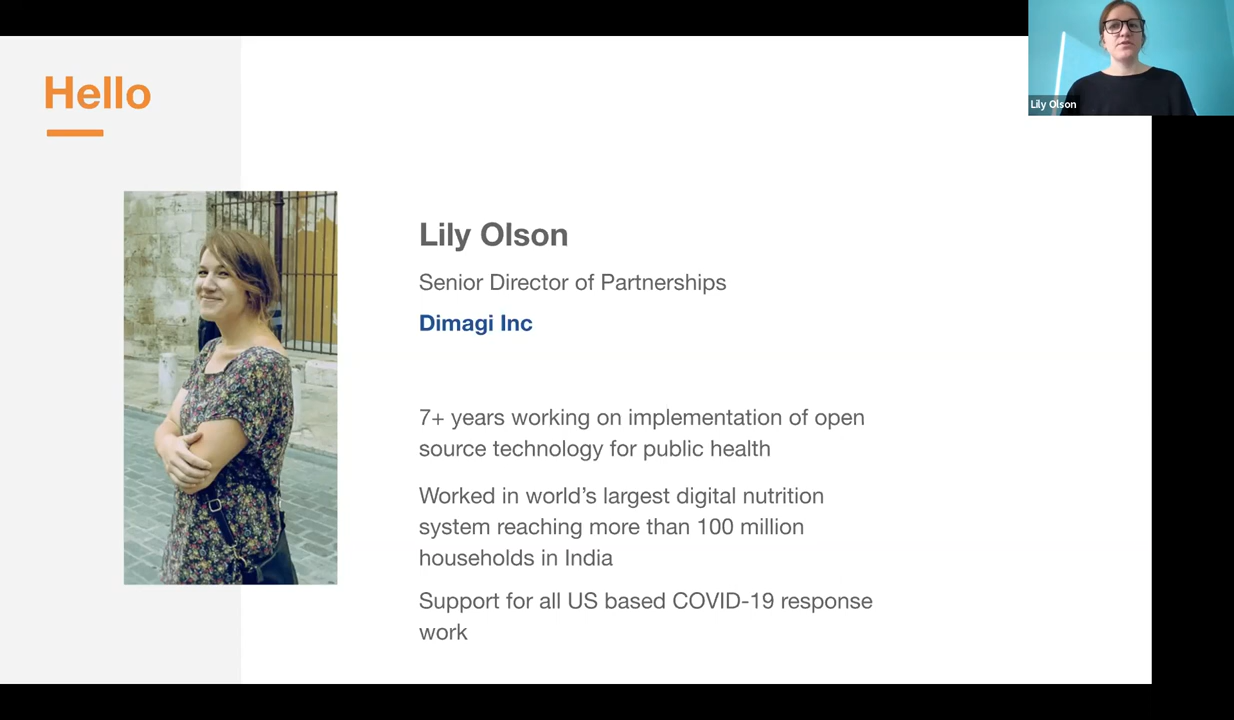 Hello
Lily Olson
Lily Olson
Senior Director of Partnerships
Dimagi Inc
7+ years working on implementation of open
source technology for public health
Worked in world’s largest digital nutrition
system reaching more than 100 million
households in India
Support for all US based COVID-19 response
work